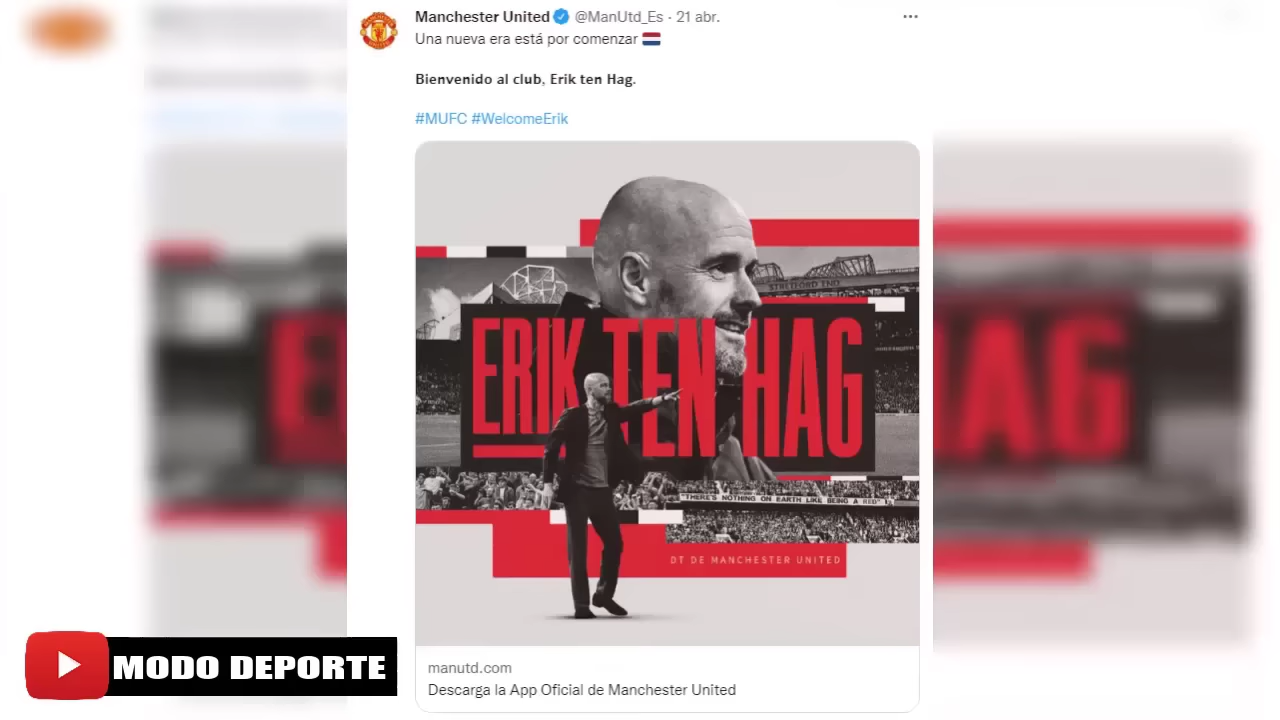 Manchester United @ManUtd_Es · 21 abr.
Una nueva era está por comenzar
Bienvenido al club, Erik ten Hag.
#MUFC #WelcomeErik
STRETFORD END
ERIK TEN HAG
"THERE'S NOTHING ON EARTH LIKE BEING A RED"
DT DE MANCHESTER UNITED
manutd.com
Descarga la App Oficial de Manchester United
MODO DEPORTE